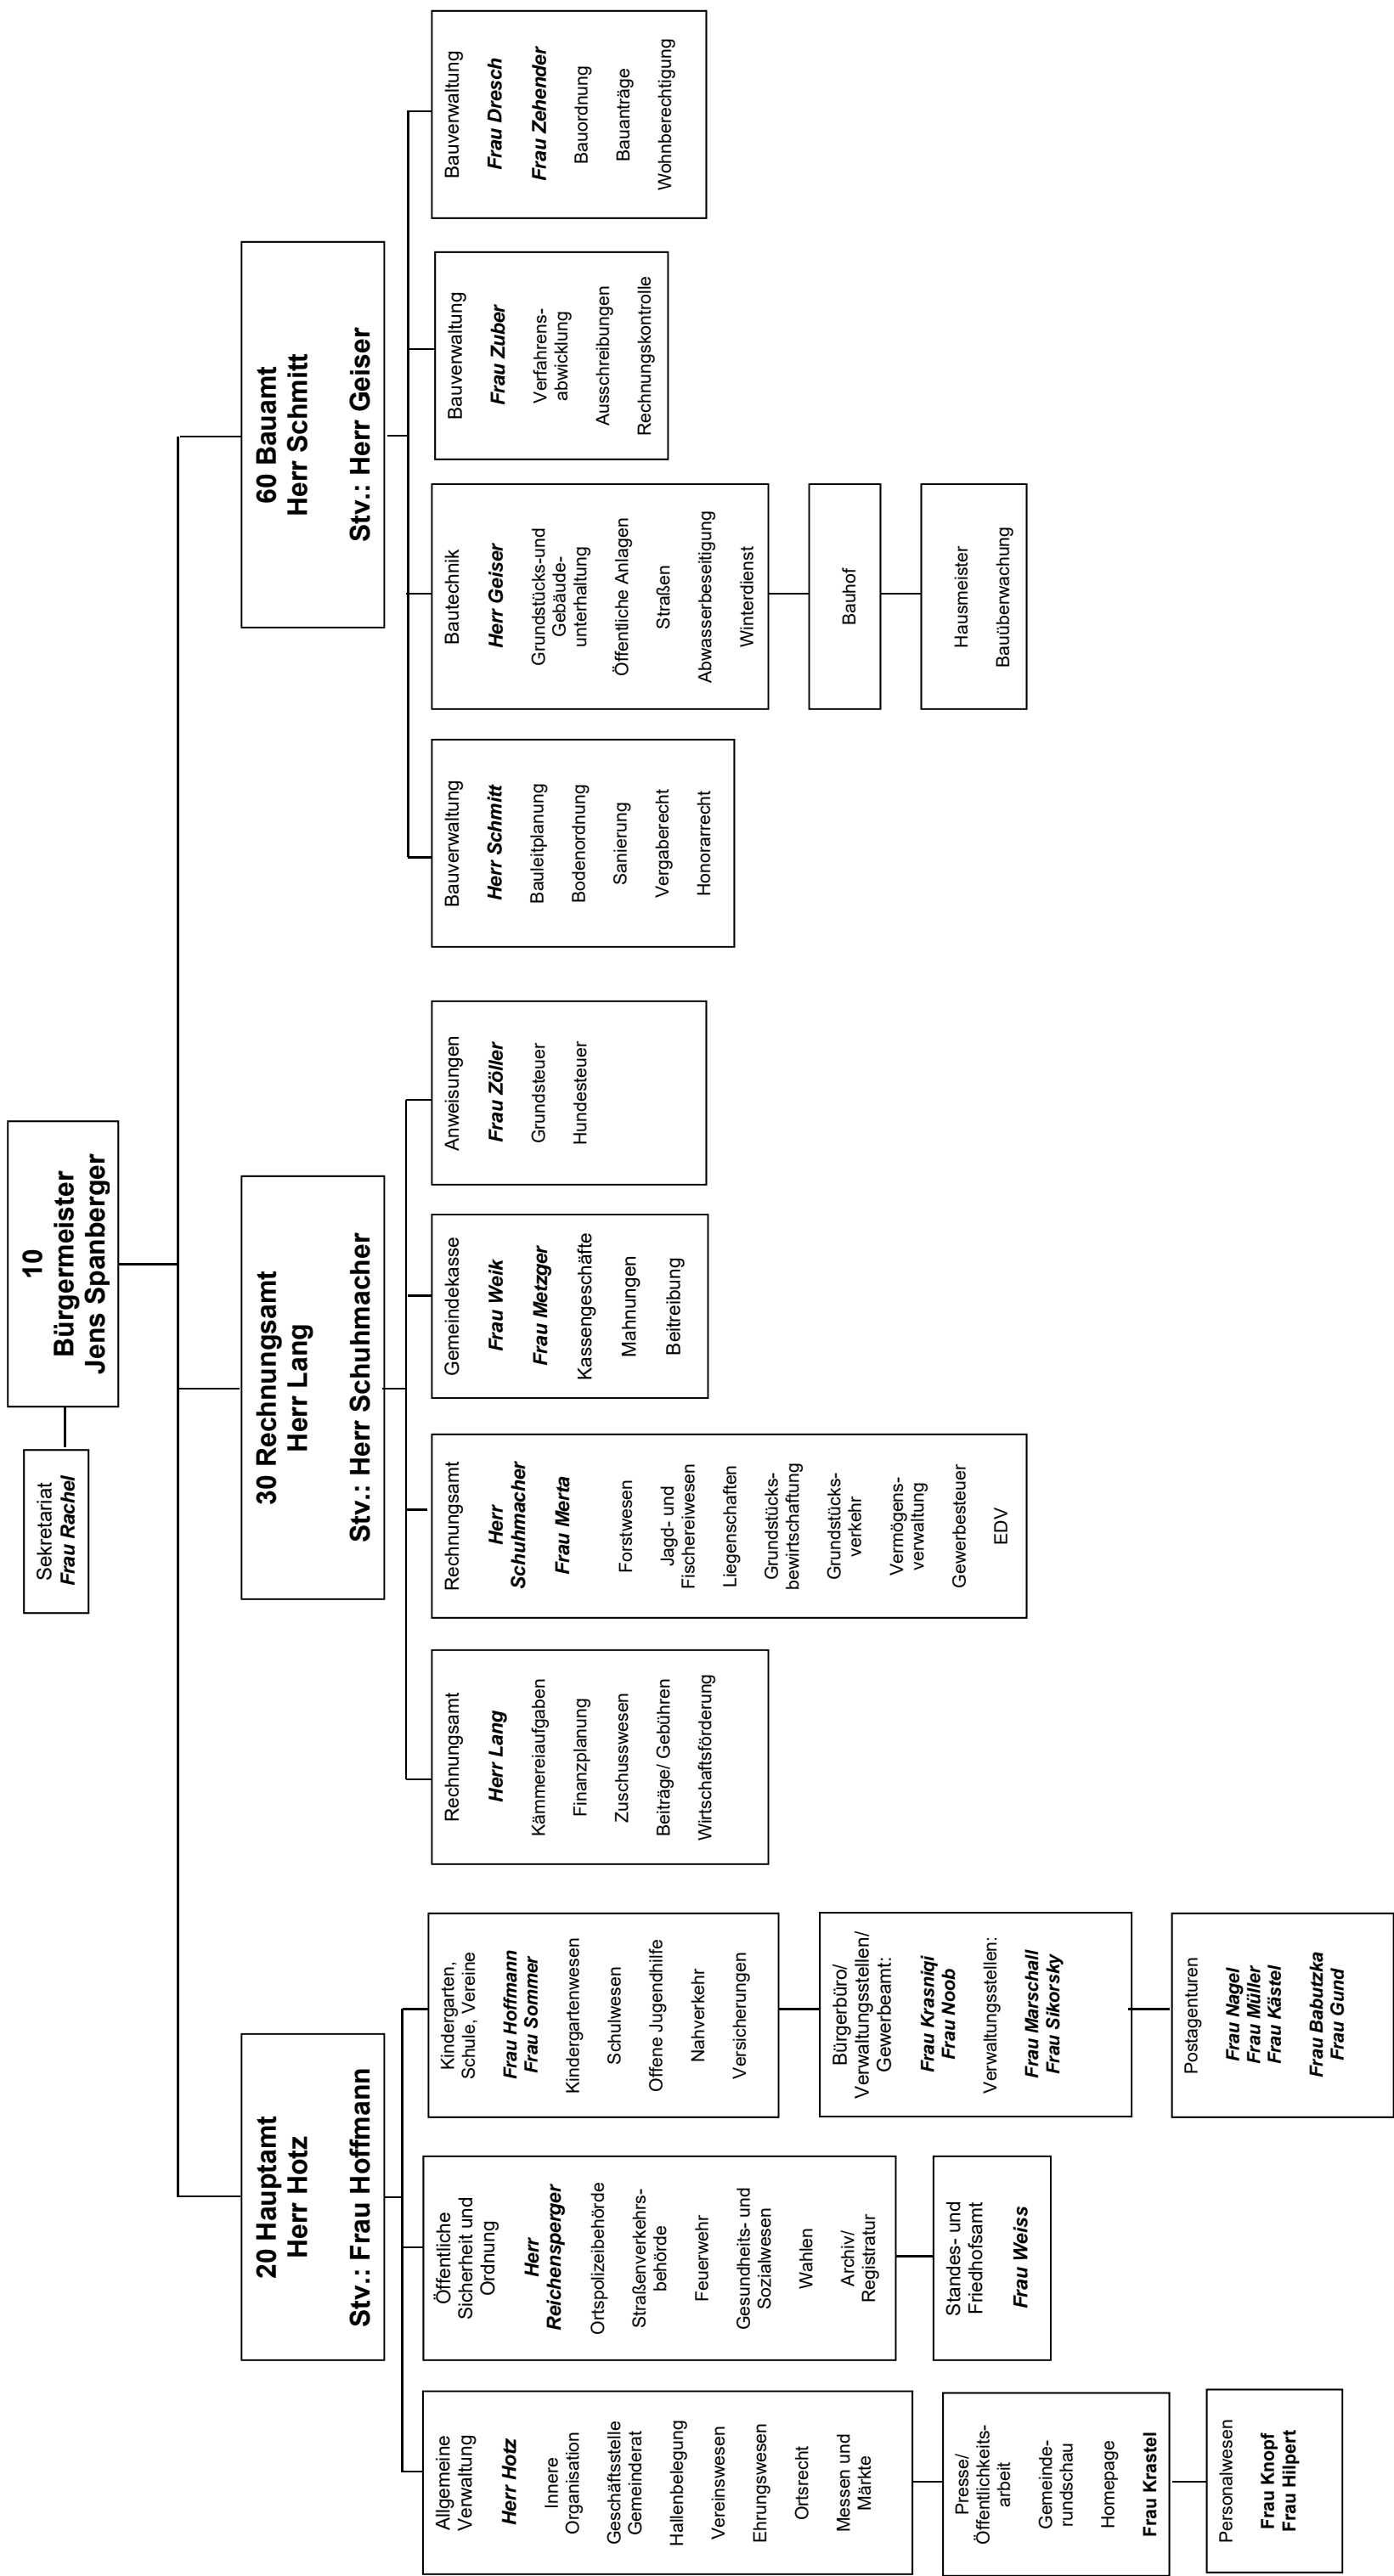 10
Bürgermeister
Jens Spanberger
Sekretariat
Frau Rachel
20 Hauptamt
Herr Hotz
Stv.: Frau Hoffmann
30 Rechnungsamt
Herr Lang
Stv.: Herr Schuhmacher
60 Bauamt
Herr Schmitt
Stv.: Herr Geiser
Allgemeine
Verwaltung
Herr Hotz
Innere
Organisation
Geschäftsstelle
Gemeinderat
Hallenbelegung
Vereinswesen
Ehrungswesen
Ortsrecht
Messen und
Märkte
Presse/
Öffentlichkeits-
arbeit
Gemeinde-
rundschau
Homepage
Frau Krastel
Personalwesen
Frau Knopf
Frau Hilpert
Öffentliche
Sicherheit und
Ordnung
Herr
Reichensperger
Ortspolizeibehörde
Straßenverkehrs-
behörde
Feuerwehr
Gesundheits- und
Sozialwesen
Wahlen
Archiv/
Registratur
Standes- und
Friedhofsamt
Frau Weiss
Kindergarten,
Schule, Vereine
Frau Hoffmann
Frau Sommer
Kindergartenwesen
Schulwesen
Offene Jugendhilfe
Nahverkehr
Versicherungen
Bürgerbüro/
Verwaltungsstellen/
Gewerbeamt:
Frau Krasniqi
Frau Noob
Verwaltungsstellen:
Frau Marschall
Frau Sikorsky
Postagenturen
Frau Nagel
Frau Müller
Frau Kästel
Frau Babutzka
Frau Gund
Rechnungsamt
Herr Lang
Kämmereiaufgaben
Finanzplanung
Zuschusswesen
Beiträge/ Gebühren
Wirtschaftsförderung
Rechnungsamt
Herr
Schuhmacher
Frau Merta
Forstwesen
Jagd- und
Fischereiwesen
Liegenschaften
Grundstücks-
bewirtschaftung
Grundstücks-
verkehr
Vermögens-
verwaltung
Gewerbesteuer
EDV
Gemeindekasse
Frau Weik
Frau Metzger
Kassengeschäfte
Mahnungen
Beitreibung
Anweisungen
Frau Zöller
Grundsteuer
Hundesteuer
Bauverwaltung
Herr Schmitt
Bauleitplanung
Bodenordnung
Sanierung
Vergaberecht
Honorarrecht
Bautechnik
Herr Geiser
Grundstücks-und
Gebäude-
unterhaltung
Öffentliche Anlagen
Straßen
Abwasserbeseitigung
Winterdienst
Bauhof
Hausmeister
Bauüberwachung
Bauverwaltung
Frau Zuber
Verfahrens-
abwicklung
Ausschreibungen
Rechnungskontrolle
Bauverwaltung
Frau Dresch
Frau Zehender
Bauordnung
Bauanträge
Wohnberechtigung